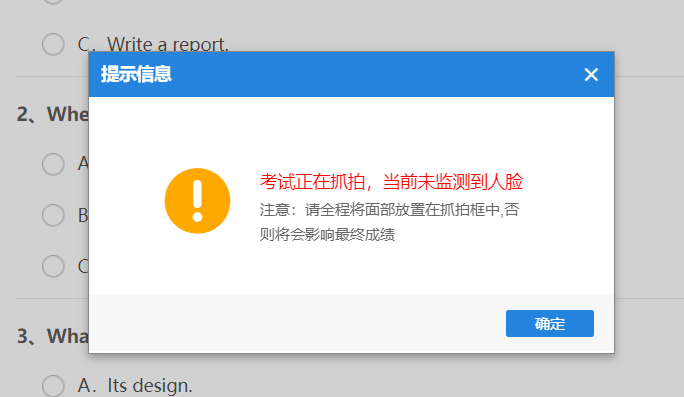 C．Write a report.
提示信息
2、Whe
A
考试正在抓拍，当前未监测到人脸
注意：请全程将面部放置在抓拍框中,否
则将会影响最终成绩
B
C
确定
3、Wha
A．Its design.